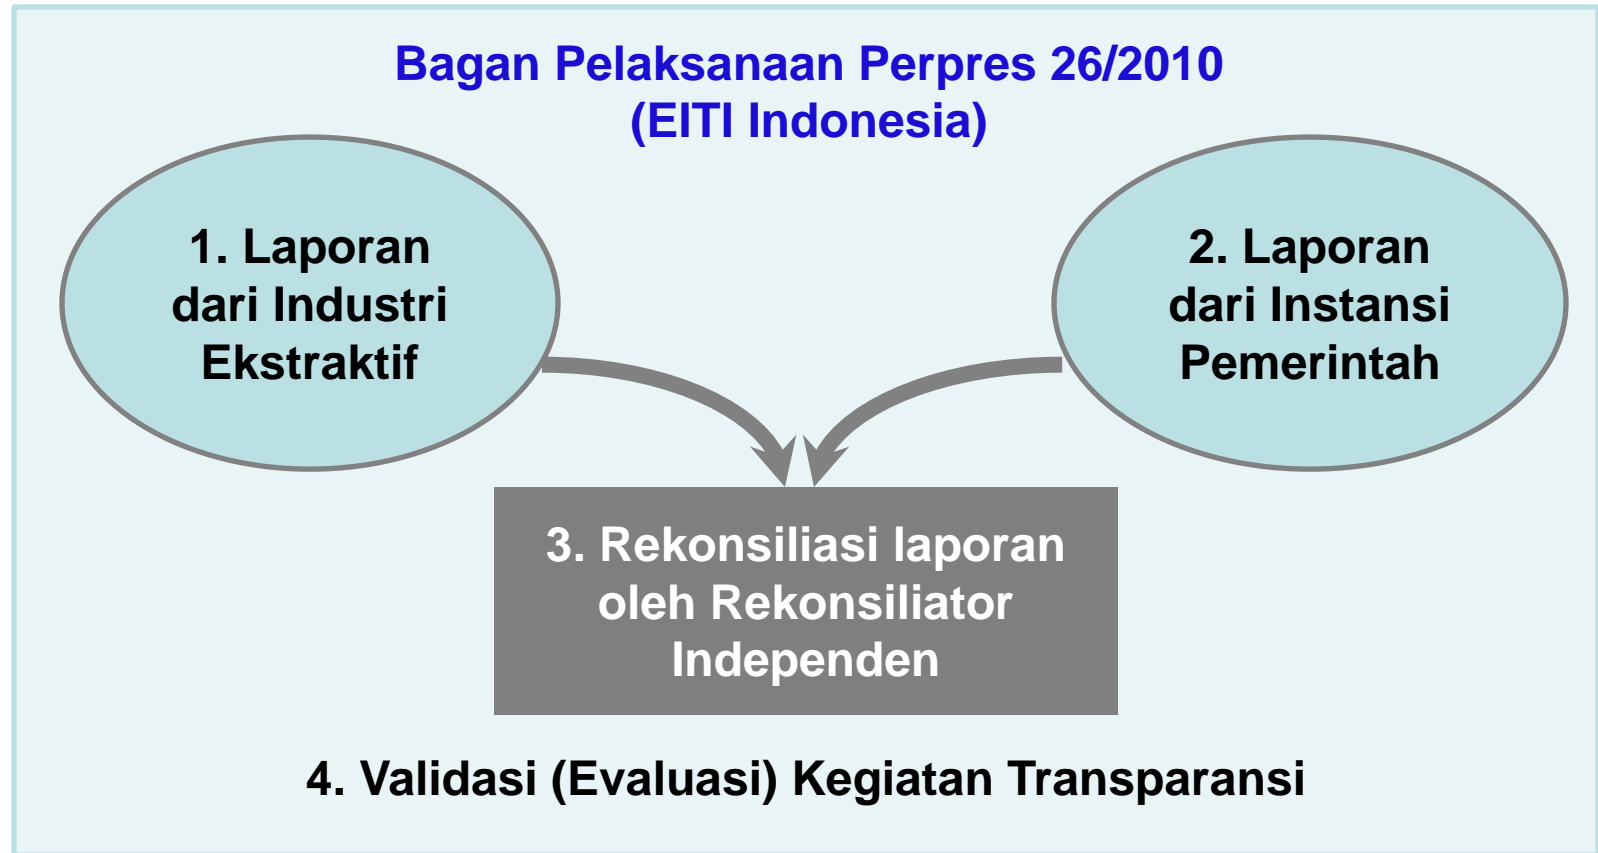 Bagan Pelaksanaan Perpres 26/2010
(EITI Indonesia)
1. Laporan
dari Industri
Ekstraktif
2. Laporan
dari Instansi
Pemerintah
3. Rekonsiliasi laporan
oleh Rekonsiliator
Independen
4. Validasi (Evaluasi) Kegiatan Transparansi